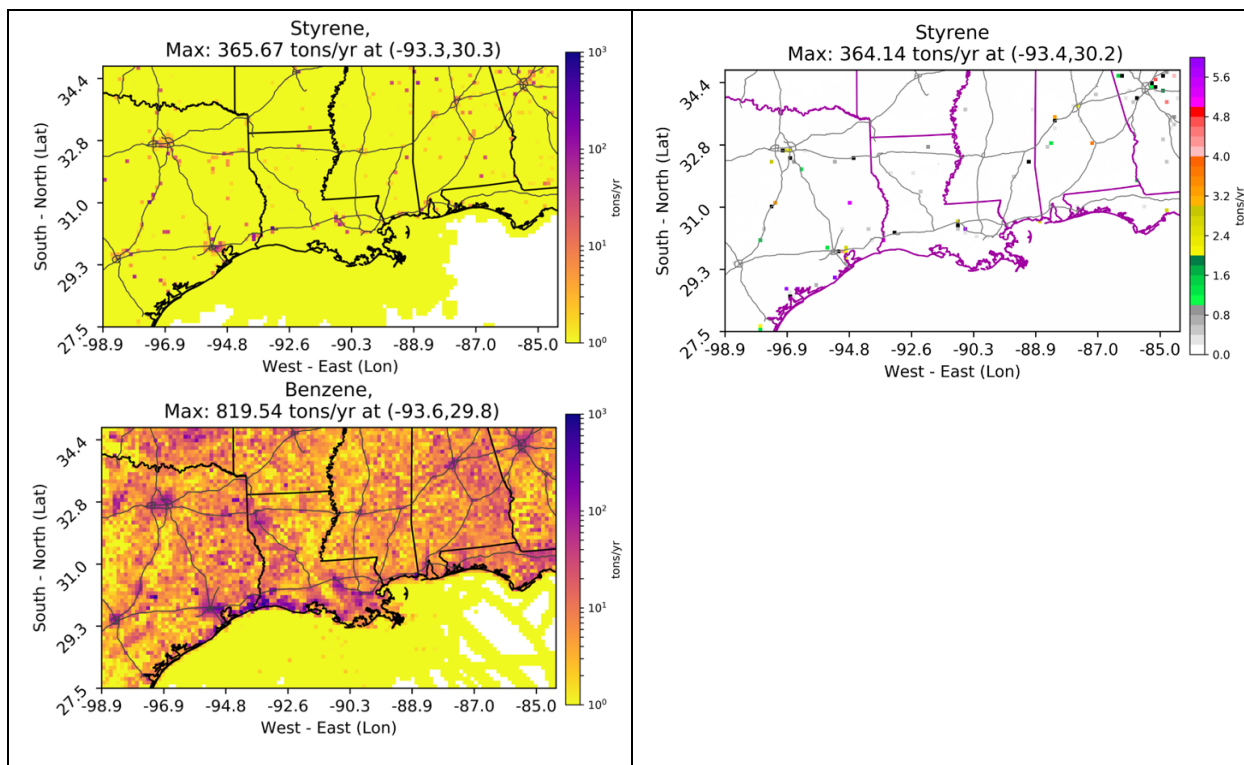 Styrene,
Max: 365.67 tons/yr at (-93.3,30.3)
South - North (Lat)
34.4
32.8
31.0
29.3
27.5
-98.9 -96.9 -94.8 -92.6 -90.3 -88.9 -87.0 -85.0
West - East (Lon)
10³
10²
10¹
10⁰
tons/yr
Benzene,
Max: 819.54 tons/yr at (-93.6,29.8)
South - North (Lat)
34.4
32.8
31.0
29.3
27.5
-98.9 -96.9 -94.8 -92.6 -90.3 -88.9 -87.0 -85.0
West - East (Lon)
10³
10²
10¹
10⁰
tons/yr
Styrene
Max: 364.14 tons/yr at (-93.4,30.2)
South - North (Lat)
34.4
32.8
31.0
29.3
27.5
-98.9 -96.9 -94.8 -92.6 -90.3 -88.9 -87.0 -85.0
West - East (Lon)
5.6
4.8
4.0
3.2
2.4
1.6
0.8
0.0
tons/yr